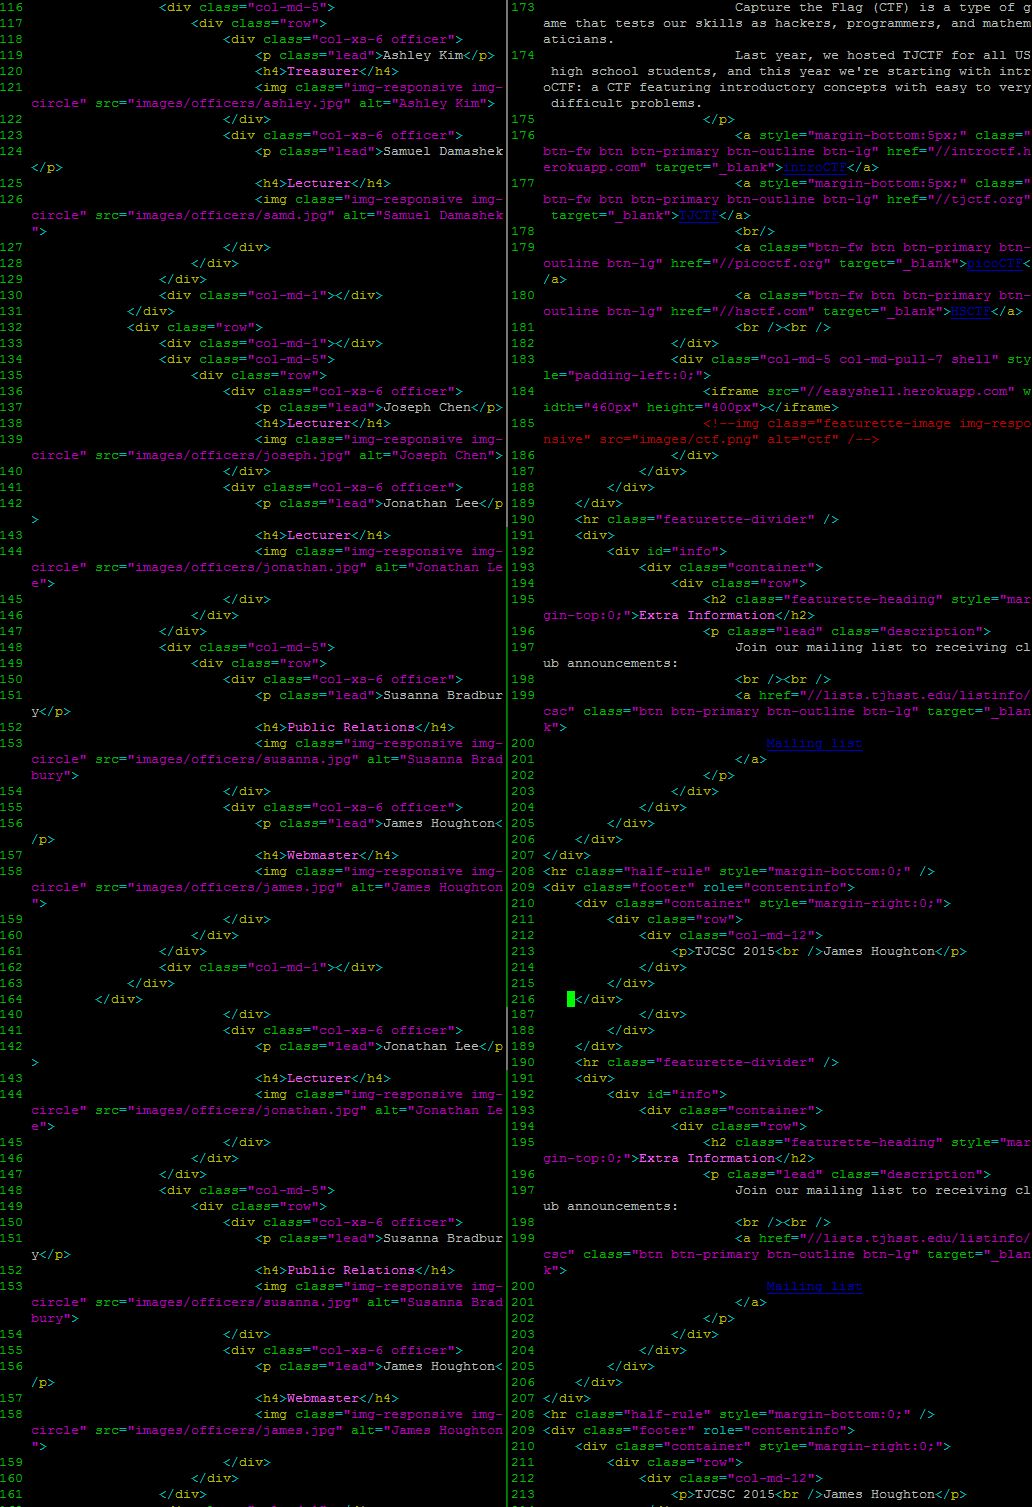 116                 <div class="col-md-5">
117                     <div class="row">
118                         <div class="col-xs-6 officer">
119                             <p class="lead">Ashley Kim</p>
120                             <h4>Treasurer</h4>
121                             <img class="img-responsive img-
circle" src="images/officers/ashley.jpg" alt="Ashley Kim">
122                         </div>
123                         <div class="col-xs-6 officer">
124                             <p class="lead">Samuel Damashek
</p>
125                             <h4>Lecturer</h4>
126                             <img class="img-responsive img-
circle" src="images/officers/samd.jpg" alt="Samuel Damashek
">
127                         </div>
128                     </div>
129                 </div>
130                 <div class="col-md-1"></div>
131             </div>
132             <div class="row">
133                 <div class="col-md-1"></div>
134                 <div class="col-md-5">
135                     <div class="row">
136                         <div class="col-xs-6 officer">
137                             <p class="lead">Joseph Chen</p>
138                             <h4>Lecturer</h4>
139                             <img class="img-responsive img-
circle" src="images/officers/joseph.jpg" alt="Joseph Chen">
140                         </div>
141                         <div class="col-xs-6 officer">
142                             <p class="lead">Jonathan Lee</p
>
143                             <h4>Lecturer</h4>
144                             <img class="img-responsive img-
circle" src="images/officers/jonathan.jpg" alt="Jonathan Le
e">
145                         </div>
146                     </div>
147                 </div>
148                 <div class="col-md-5">
149                     <div class="row">
150                         <div class="col-xs-6 officer">
151                             <p class="lead">Susanna Bradbur
y</p>
152                             <h4>Public Relations</h4>
153                             <img class="img-responsive img-
circle" src="images/officers/susanna.jpg" alt="Susanna Brad
bury">
154                         </div>
155                         <div class="col-xs-6 officer">
156                             <p class="lead">James Houghton<
/p>
157                             <h4>Webmaster</h4>
158                             <img class="img-responsive img-
circle" src="images/officers/james.jpg" alt="James Houghton
">
159                         </div>
160                     </div>
161                 </div>
162                 <div class="col-md-1"></div>
163             </div>
164         </div>
140                         </div>
141                         <div class="col-xs-6 officer">
142                             <p class="lead">Jonathan Lee</p
>
143                             <h4>Lecturer</h4>
144                             <img class="img-responsive img-
circle" src="images/officers/jonathan.jpg" alt="Jonathan Le
e">
145                         </div>
146                     </div>
147                 </div>
148                 <div class="col-md-5">
149                     <div class="row">
150                         <div class="col-xs-6 officer">
151                             <p class="lead">Susanna Bradbur
y</p>
152                             <h4>Public Relations</h4>
153                             <img class="img-responsive img-
circle" src="images/officers/susanna.jpg" alt="Susanna Brad
bury">
154                         </div>
155                         <div class="col-xs-6 officer">
156                             <p class="lead">James Houghton<
/p>
157                             <h4>Webmaster</h4>
158                             <img class="img-responsive img-
circle" src="images/officers/james.jpg" alt="James Houghton
">
159                         </div>
160                     </div>
161                 </div>
173                         Capture the Flag (CTF) is a type of g
ame that tests our skills as hackers, programmers, and mathem
aticians.
174                         Last year, we hosted TJCTF for all US
 high school students, and this year we're starting with intr
oCTF: a CTF featuring introductory concepts with easy to very
 difficult problems.
175                     </p>
176                         <a style="margin-bottom:5px;" class="
btn-fw btn btn-primary btn-outline btn-lg" href="//introctf.h
erokuapp.com" target="_blank">introCTF</a>
177                         <a style="margin-bottom:5px;" class="
btn-fw btn btn-primary btn-outline btn-lg" href="//tjctf.org"
 target="_blank">TJCTF</a>
178                         <br/>
179                         <a class="btn-fw btn btn-primary btn-
outline btn-lg" href="//picoctf.org" target="_blank">picoCTF<
/a>
180                         <a class="btn-fw btn btn-primary btn-
outline btn-lg" href="//hsctf.com" target="_blank">HSCTF</a>
181                         <br /><br />
182                 </div>
183                 <div class="col-md-5 col-md-pull-7 shell" sty
le="padding-left:0;">
184                     <iframe src="//easyshell.herokuapp.com" w
idth="460px" height="400px"></iframe>
185                     <!--img class="featurette-image img-respo
nsive" src="images/ctf.png" alt="ctf" /-->
186                 </div>
187             </div>
188         </div>
189     </div>
190     <hr class="featurette-divider" />
191     <div>
192         <div id="info">
193             <div class="container">
194                 <div class="row">
195                     <h2 class="featurette-heading" style="mar
gin-top:0;">Extra Information</h2>
196                     <p class="lead" class="description">
197                         Join our mailing list to receiving cl
ub announcements:
198                         <br /><br />
199                         <a href="//lists.tjhsst.edu/listinfo/
csc" class="btn btn-primary btn-outline btn-lg" target="_blan
k">
200                             Mailing list
201                         </a>
202                     </p>
203                 </div>
204             </div>
205         </div>
206     </div>
207 </div>
208 <hr class="half-rule" style="margin-bottom:0;" />
209 <div class="footer" role="contentinfo">
210     <div class="container" style="margin-right:0;">
211         <div class="row">
212             <div class="col-md-12">
213                 <p>TJCSC 2015<br />James Houghton</p>
214             </div>
215         </div>
216     </div>
187             </div>
188         </div>
189     </div>
190     <hr class="featurette-divider" />
191     <div>
192         <div id="info">
193             <div class="container">
194                 <div class="row">
195                     <h2 class="featurette-heading" style="mar
gin-top:0;">Extra Information</h2>
196                     <p class="lead" class="description">
197                         Join our mailing list to receiving cl
ub announcements:
198                         <br /><br />
199                         <a href="//lists.tjhsst.edu/listinfo/
csc" class="btn btn-primary btn-outline btn-lg" target="_blan
k">
200                             Mailing list
201                         </a>
202                     </p>
203                 </div>
204             </div>
205         </div>
206     </div>
207 </div>
208 <hr class="half-rule" style="margin-bottom:0;" />
209 <div class="footer" role="contentinfo">
210     <div class="container" style="margin-right:0;">
211         <div class="row">
212             <div class="col-md-12">
213                 <p>TJCSC 2015<br />James Houghton</p>